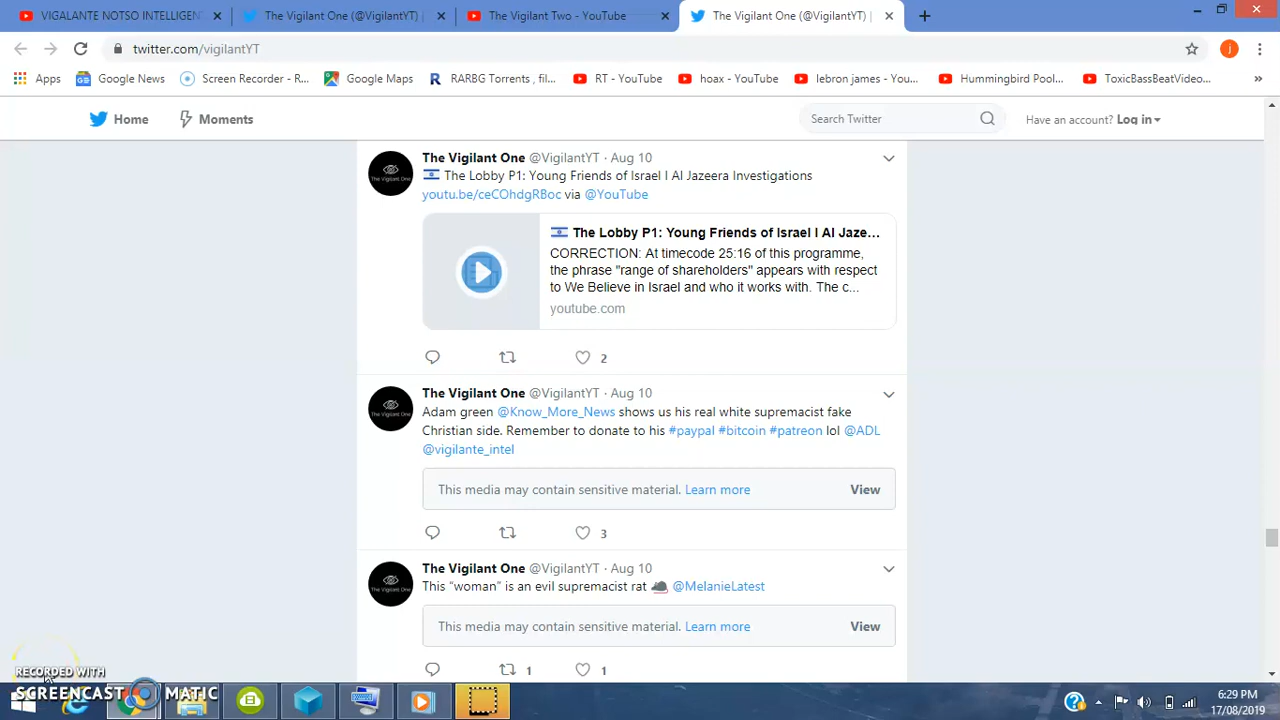 VIGALANTE NOTSO INTELLIGEN
The Vigilant One (@VigilantYT) |
The Vigilant Two - YouTube
The Vigilant One (@VigilantYT) |
twitter.com/vigilantYT
Apps
Google News
Screen Recorder - R...
Google Maps
RARBG Torrents , fil...
RT - YouTube
hoax - YouTube
lebron james - You...
Hummingbird Pool...
ToxicBassBeatVideo...
Home
Moments
Search Twitter
Have an account? Log in
The Vigilant One @VigilantYT · Aug 10
The Lobby P1: Young Friends of Israel l Al Jazeera Investigations
youtu.be/ceCOhdgRBoc via @YouTube
The Lobby P1: Young Friends of Israel l Al Jaze...
CORRECTION: At timecode 25:16 of this programme,
the phrase "range of shareholders" appears with respect
to We Believe in Israel and who it works with. The c...
youtube.com
2
The Vigilant One @VigilantYT · Aug 10
Adam green @Know_More_News shows us his real white supremacist fake
Christian side. Remember to donate to his #paypal #bitcoin #patreon lol @ADL
@vigilante_intel
This media may contain sensitive material. Learn more
View
3
The Vigilant One @VigilantYT · Aug 10
This “woman” is an evil supremacist rat @MelanieLatest
This media may contain sensitive material. Learn more
View
1
1
RECORDED WITH
SCREENCAST MATIC
6:29 PM
17/08/2019